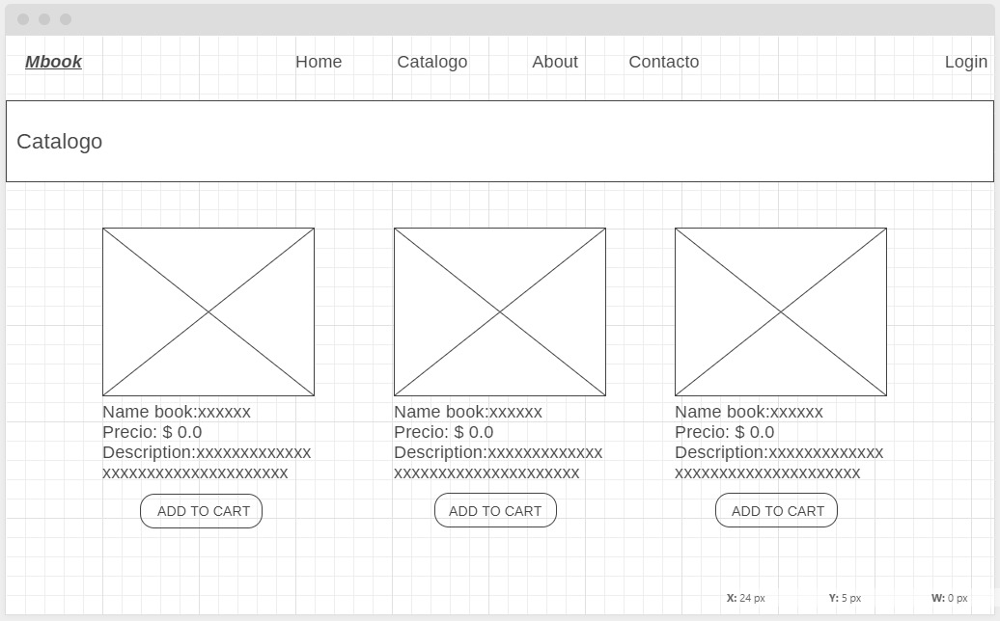 Mbook Home Catalogo About Contacto Login
Catalogo
Name book:xxxxxx
Precio: $ 0.0
Description:xxxxxxxxxxxxx
xxxxxxxxxxxxxxxxxxxxx
ADD TO CART
Name book:xxxxxx
Precio: $ 0.0
Description:xxxxxxxxxxxxx
xxxxxxxxxxxxxxxxxxxxx
ADD TO CART
Name book:xxxxxx
Precio: $ 0.0
Description:xxxxxxxxxxxxx
xxxxxxxxxxxxxxxxxxxxx
ADD TO CART
X: 24 px Y: 5 px W: 0 px